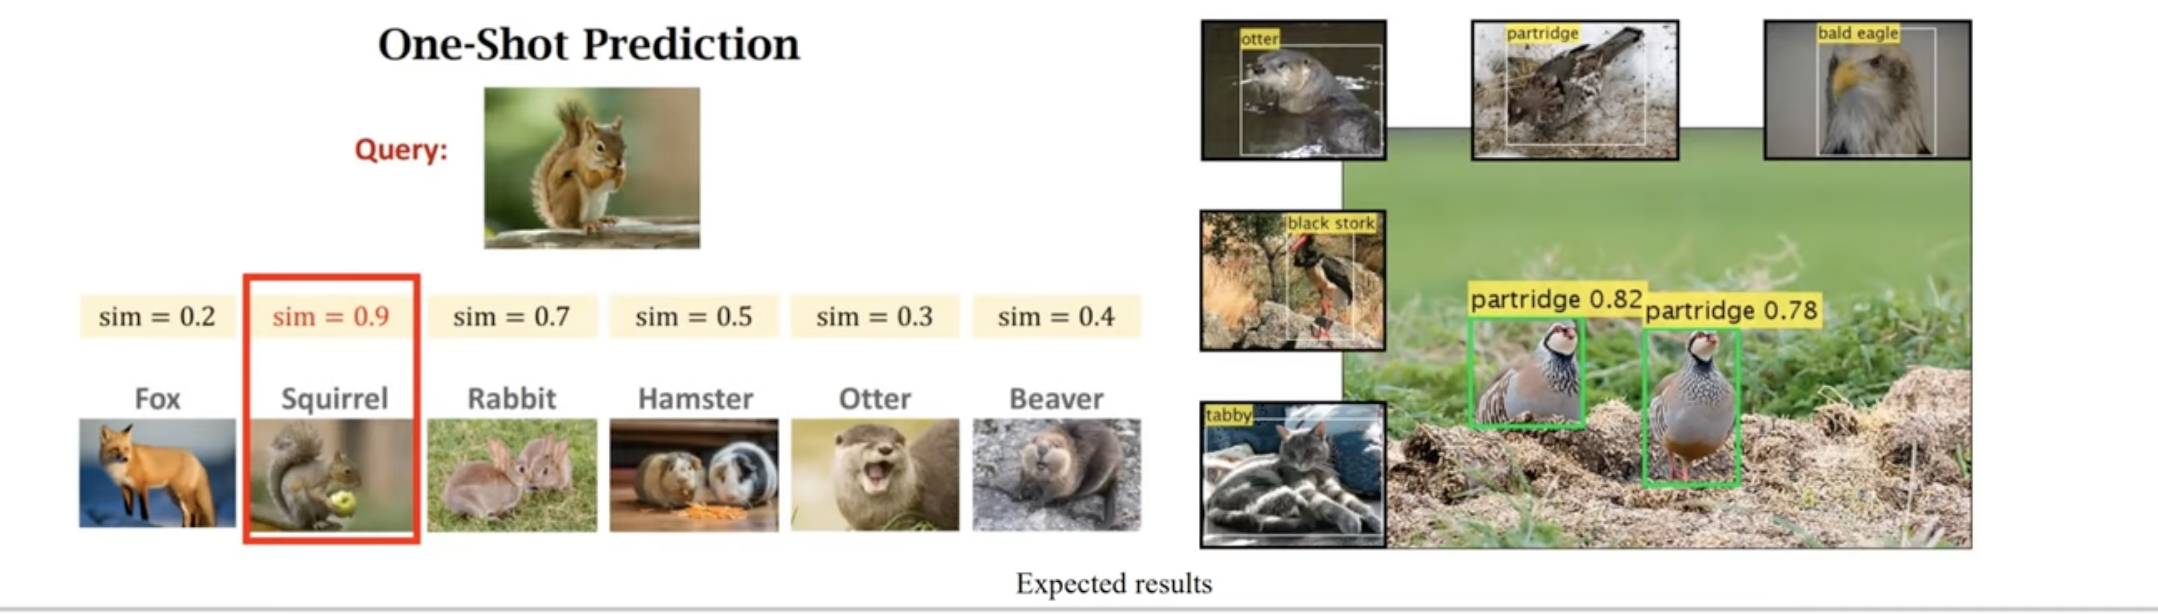 One-Shot Prediction
Query:
sim = 0.2
sim = 0.9
sim = 0.7
sim = 0.5
sim = 0.3
sim = 0.4
Fox
Squirrel
Rabbit
Hamster
Otter
Beaver
otter
partridge
bald eagle
black stork
partridge 0.82
partridge 0.78
tabby
Expected results